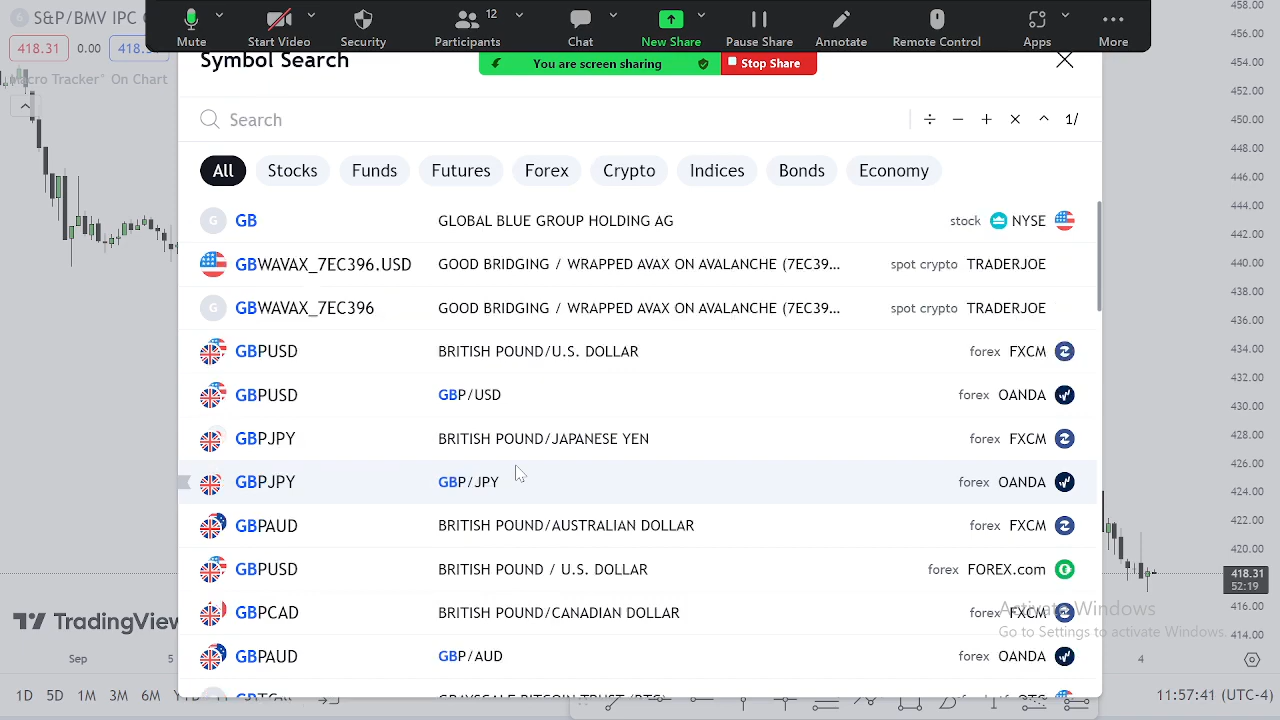 S&P/BMV IPC
418.31 0.00 418.
Macro Tracker On Chart
Mute Start Video Security Participants 12 Chat New Share Pause Share Annotate Remote Control Apps More
You are screen sharing Stop Share
Symbol Search
Search ÷ − + × ^ 1/
All Stocks Funds Futures Forex Crypto Indices Bonds Economy
G GB GLOBAL BLUE GROUP HOLDING AG stock NYSE
GBWAVAX_7EC396.USD GOOD BRIDGING / WRAPPED AVAX ON AVALANCHE (7EC39... spot crypto TRADERJOE
G GBWAVAX_7EC396 GOOD BRIDGING / WRAPPED AVAX ON AVALANCHE (7EC39... spot crypto TRADERJOE
GBPUSD BRITISH POUND/U.S. DOLLAR forex FXCM
GBPUSD GBP/USD forex OANDA
GBPJPY BRITISH POUND/JAPANESE YEN forex FXCM
GBPJPY GBP/JPY forex OANDA
GBPAUD BRITISH POUND/AUSTRALIAN DOLLAR forex FXCM
GBPUSD BRITISH POUND / U.S. DOLLAR forex FOREX.com
GBPCAD BRITISH POUND/CANADIAN DOLLAR forex FXCM
GBPAUD GBP/AUD forex OANDA
458.00
456.00
454.00
452.00
450.00
448.00
446.00
444.00
442.00
440.00
438.00
436.00
434.00
432.00
430.00
428.00
426.00
424.00
422.00
420.00
418.31
52:19
416.00
414.00
Activate Windows
Go to Settings to activate Windows.
TradingView
Sep 5 4
1D 5D 1M 3M 6M 11:57:41 (UTC-4)